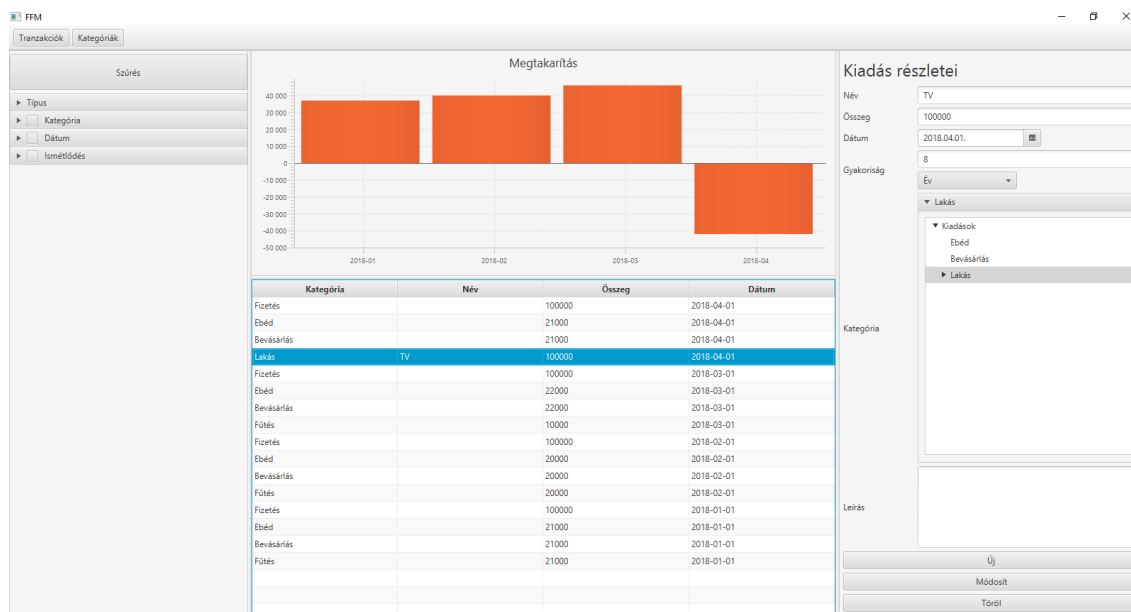 FFM
Tranzakciók Kategóriák
Szűrés
Típus
Kategória
Dátum
Ismétlődés
Megtakarítás
40 000
30 000
20 000
10 000
0
-10 000
-20 000
-30 000
-40 000
-50 000
2018-01 2018-02 2018-03 2018-04
Kategória Név Összeg Dátum
Fizetés 100000 2018-04-01
Ebéd 21000 2018-04-01
Bevásárlás 21000 2018-04-01
Lakás TV 100000 2018-04-01
Fizetés 100000 2018-03-01
Ebéd 22000 2018-03-01
Bevásárlás 22000 2018-03-01
Fűtés 10000 2018-03-01
Fizetés 100000 2018-02-01
Ebéd 20000 2018-02-01
Bevásárlás 20000 2018-02-01
Fűtés 20000 2018-02-01
Fizetés 100000 2018-01-01
Ebéd 21000 2018-01-01
Bevásárlás 21000 2018-01-01
Fűtés 21000 2018-01-01
Kiadás részletei
Név TV
Összeg 100000
Dátum 2018.04.01.
Gyakoriság 8
Év
Lakás
Kiadások
Ebéd
Bevásárlás
Lakás
Kategória
Leírás
Új
Módosít
Töröl